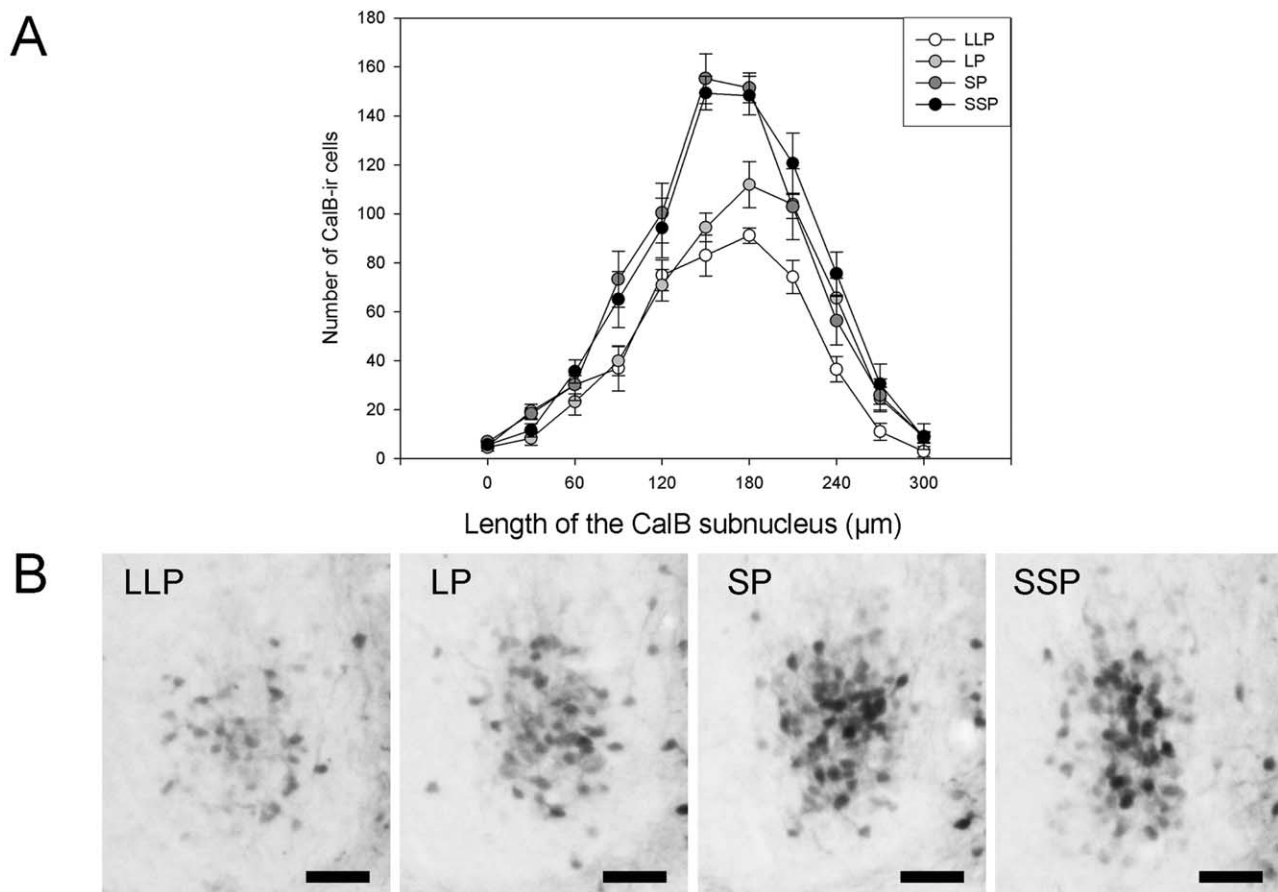 A
180
160
140
120
100
80
60
40
20
0
Number of CalB-ir cells
LLP
LP
SP
SSP
0 60 120 180 240 300
Length of the CalB subnucleus (µm)
B
LLP LP SP SSP